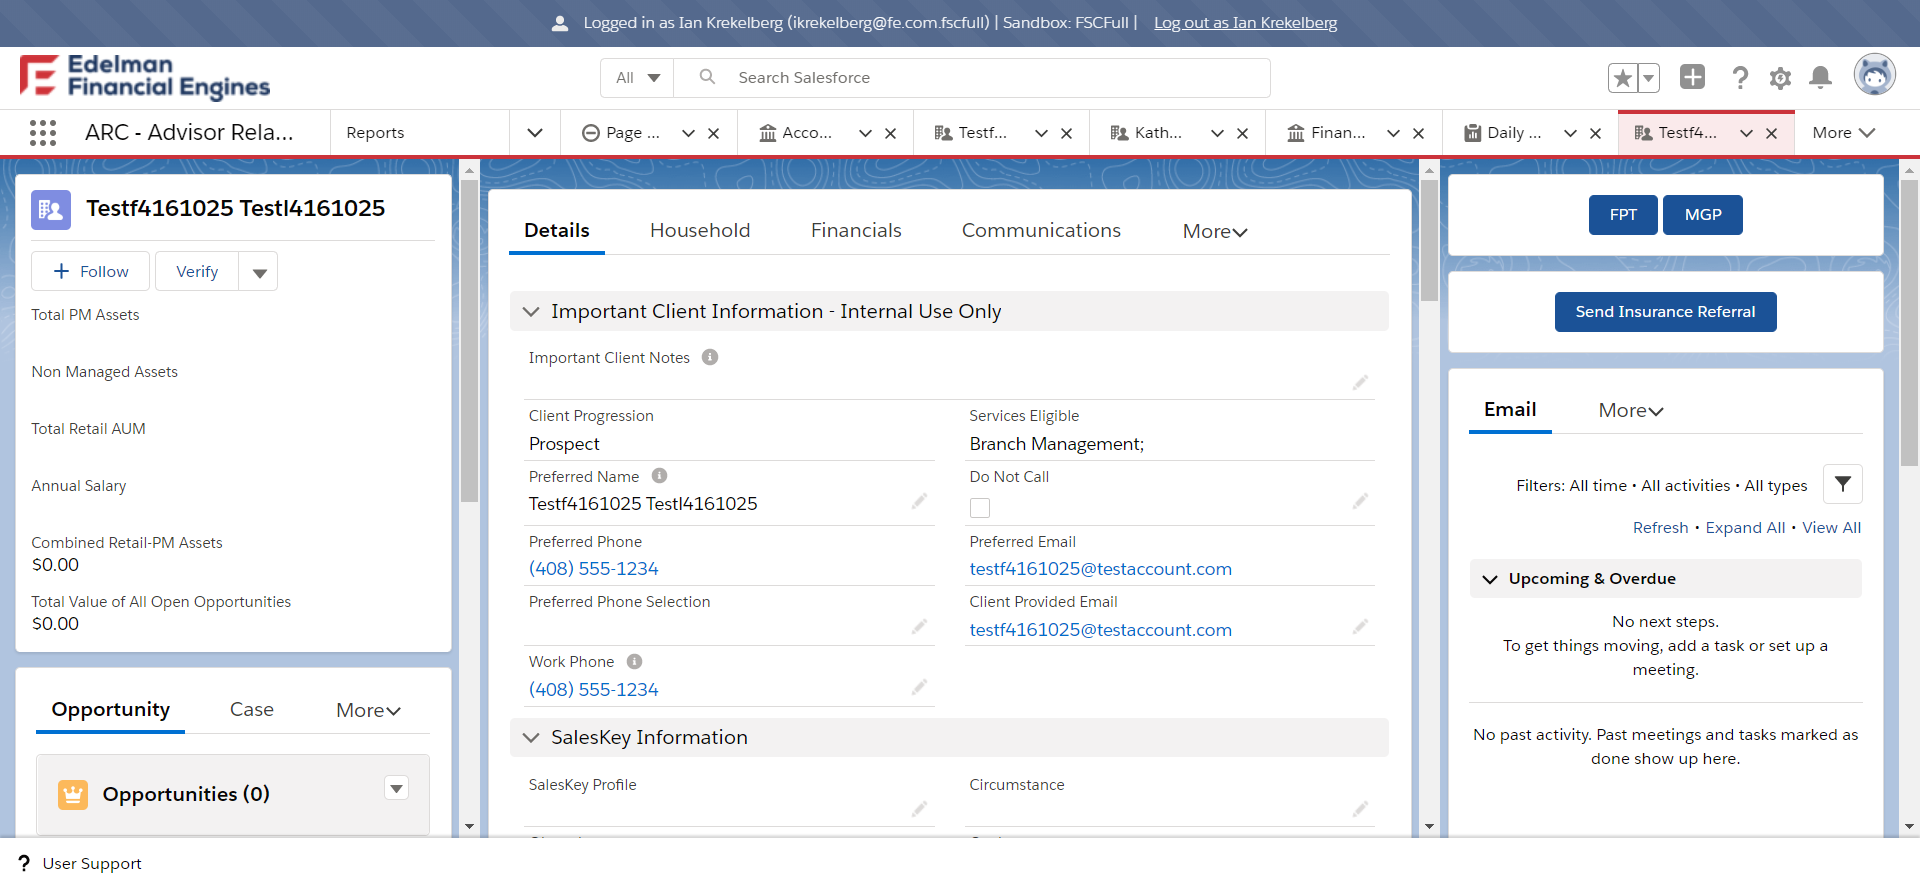 Logged in as Ian Krekelberg (ikrekelberg@fe.com.fscfull) | Sandbox: FSCFull | Log out as Ian Krekelberg
Edelman
Financial Engines
All
Search Salesforce
ARC - Advisor Rela...
Reports
Page ...
Acco...
Testf...
Kath...
Finan...
Daily ...
Testf4...
More
Testf4161025 Testl4161025
Follow
Verify
Total PM Assets
Non Managed Assets
Total Retail AUM
Annual Salary
Combined Retail-PM Assets
$0.00
Total Value of All Open Opportunities
$0.00
Opportunity
Case
More
Opportunities (0)
Details
Household
Financials
Communications
More
Important Client Information - Internal Use Only
Important Client Notes
Client Progression
Prospect
Services Eligible
Branch Management;
Preferred Name
Testf4161025 Testl4161025
Do Not Call
Preferred Phone
(408) 555-1234
Preferred Email
testf4161025@testaccount.com
Preferred Phone Selection
Client Provided Email
testf4161025@testaccount.com
Work Phone
(408) 555-1234
SalesKey Information
SalesKey Profile
Circumstance
FPT
MGP
Send Insurance Referral
Email
More
Filters: All time • All activities • All types
Refresh • Expand All • View All
Upcoming & Overdue
No next steps.
To get things moving, add a task or set up a
meeting.
No past activity. Past meetings and tasks marked as
done show up here.
? User Support